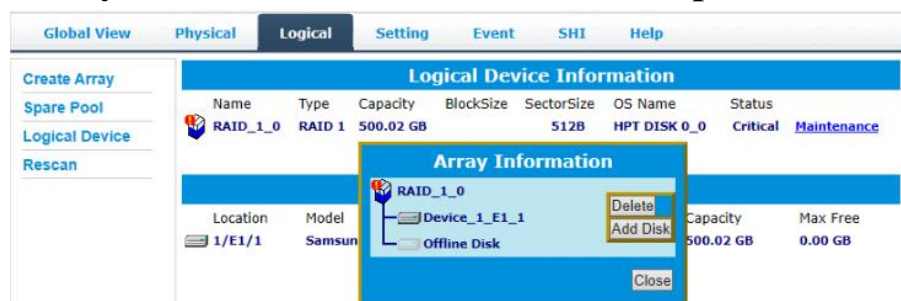 Global View Physical Logical Setting Event SHI Help
Create Array
Spare Pool
Logical Device
Rescan
Logical Device Information
Name Type Capacity BlockSize SectorSize OS Name Status
RAID_1_0 RAID 1 500.02 GB 512B HPT DISK 0_0 Critical Maintenance
Array Information
RAID_1_0
Device_1_E1_1
Offline Disk
Delete
Add Disk
Close
Location Model Capacity Max Free
1/E1/1 Samsun 500.02 GB 0.00 GB